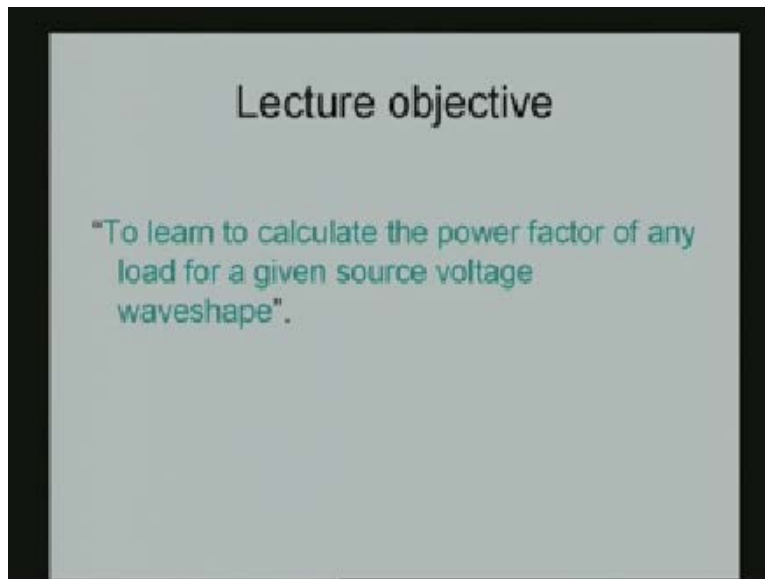 Lecture objective
"To learn to calculate the power factor of any
load for a given source voltage
waveshape".